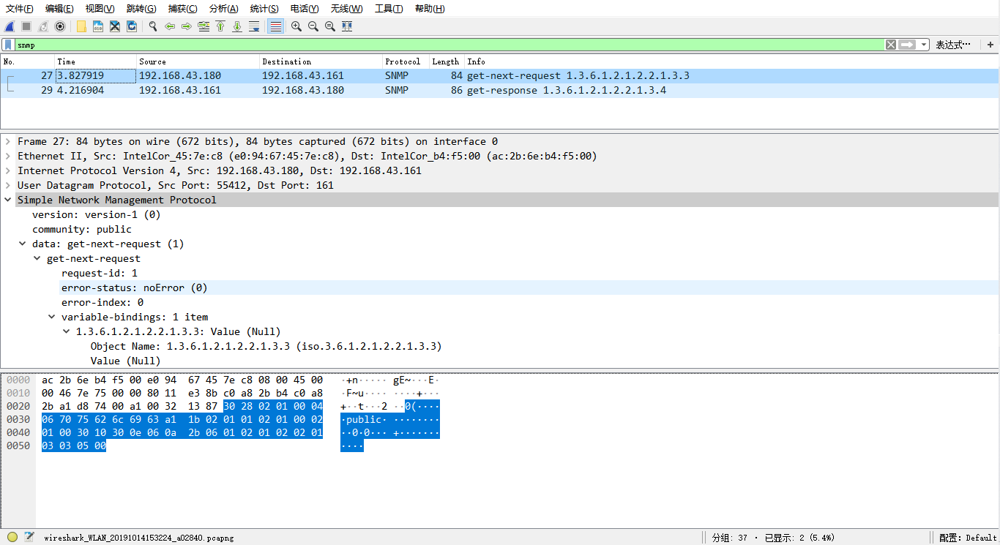 文件(F) 编辑(E) 视图(V) 跳转(G) 捕获(C) 分析(A) 统计(S) 电话(Y) 无线(W) 工具(T) 帮助(H)
snmp 表达式… +
No. Time Source Destination Protocol Length Info
27 3.827919 192.168.43.180 192.168.43.161 SNMP 84 get-next-request 1.3.6.1.2.1.2.2.1.3.3
29 4.216904 192.168.43.161 192.168.43.180 SNMP 86 get-response 1.3.6.1.2.1.2.2.1.3.4
Frame 27: 84 bytes on wire (672 bits), 84 bytes captured (672 bits) on interface 0
Ethernet II, Src: IntelCor_45:7e:c8 (e0:94:67:45:7e:c8), Dst: IntelCor_b4:f5:00 (ac:2b:6e:b4:f5:00)
Internet Protocol Version 4, Src: 192.168.43.180, Dst: 192.168.43.161
User Datagram Protocol, Src Port: 55412, Dst Port: 161
Simple Network Management Protocol
version: version-1 (0)
community: public
data: get-next-request (1)
get-next-request
request-id: 1
error-status: noError (0)
error-index: 0
variable-bindings: 1 item
1.3.6.1.2.1.2.2.1.3.3: Value (Null)
Object Name: 1.3.6.1.2.1.2.2.1.3.3 (iso.3.6.1.2.1.2.2.1.3.3)
Value (Null)
0000 ac 2b 6e b4 f5 00 e0 94 67 45 7e c8 08 00 45 00 ·+n····· gE~···E·
0010 00 46 7e 75 00 00 80 11 e3 8b c0 a8 2b b4 c0 a8 ·F~u···· ····+···
0020 2b a1 d8 74 00 a1 00 32 13 87 30 28 02 01 00 04 +··t···2 ··0(····
0030 06 70 75 62 6c 69 63 a1 1b 02 01 01 02 01 00 02 ·public· ········
0040 01 00 30 10 30 0e 06 0a 2b 06 01 02 01 02 02 01 ··0·0··· +·······
0050 03 03 05 00 ····
wireshark_WLAN_20191014153224_a02840.pcapng 分组: 37 · 已显示: 2 (5.4%) 配置: Default